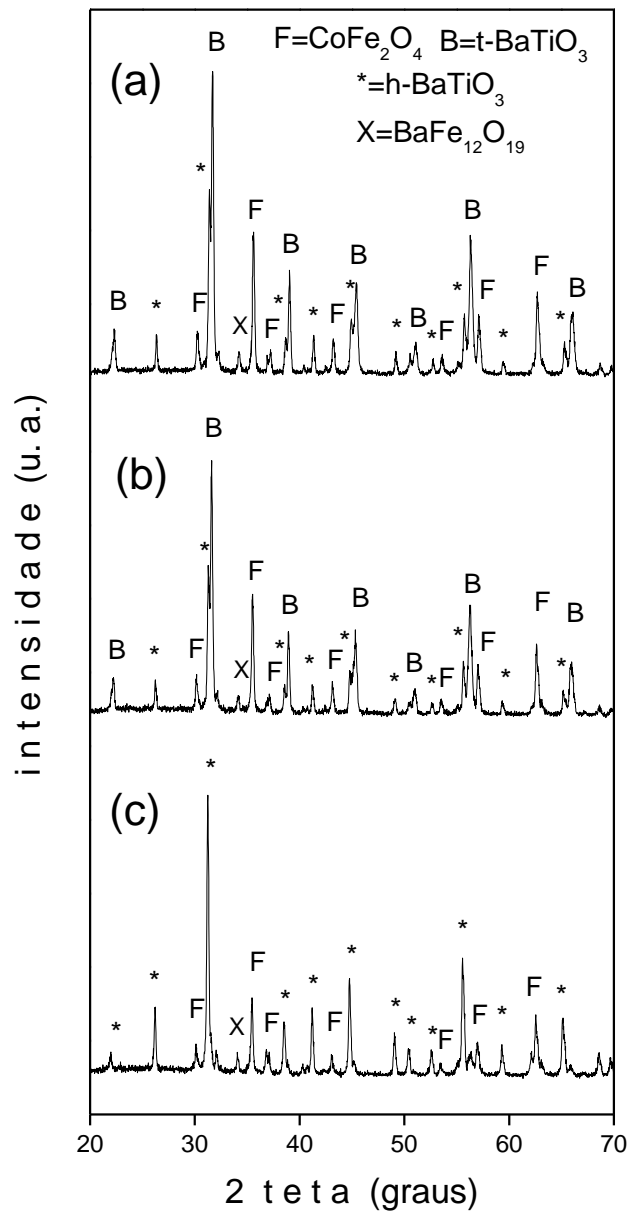 B F=CoFe2O4 B=t-BaTiO3
(a) *=h-BaTiO3
X=BaFe12O19
*
F B B B
B * F X F * * F * * B * F * F * F *
B
(b)
*
F B B B F B
B * F X F * * F * * B * F * F * *
*
(c)
* * * F * * * F
* F X F F * * * F F * *
intensidade (u. a.)
20 30 40 50 60 70
2 teta (graus)